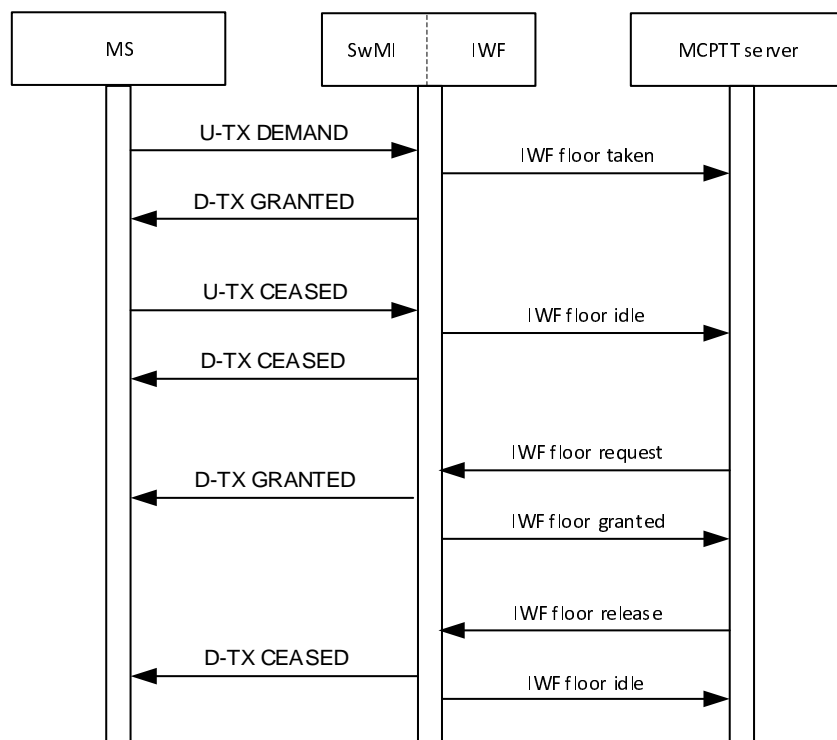 MS
SwMI
IWF
MCPTT server
U-TX DEMAND
IWF floor taken
D-TX GRANTED
U-TX CEASED
IWF floor idle
D-TX CEASED
IWF floor request
D-TX GRANTED
IWF floor granted
IWF floor release
D-TX CEASED
IWF floor idle